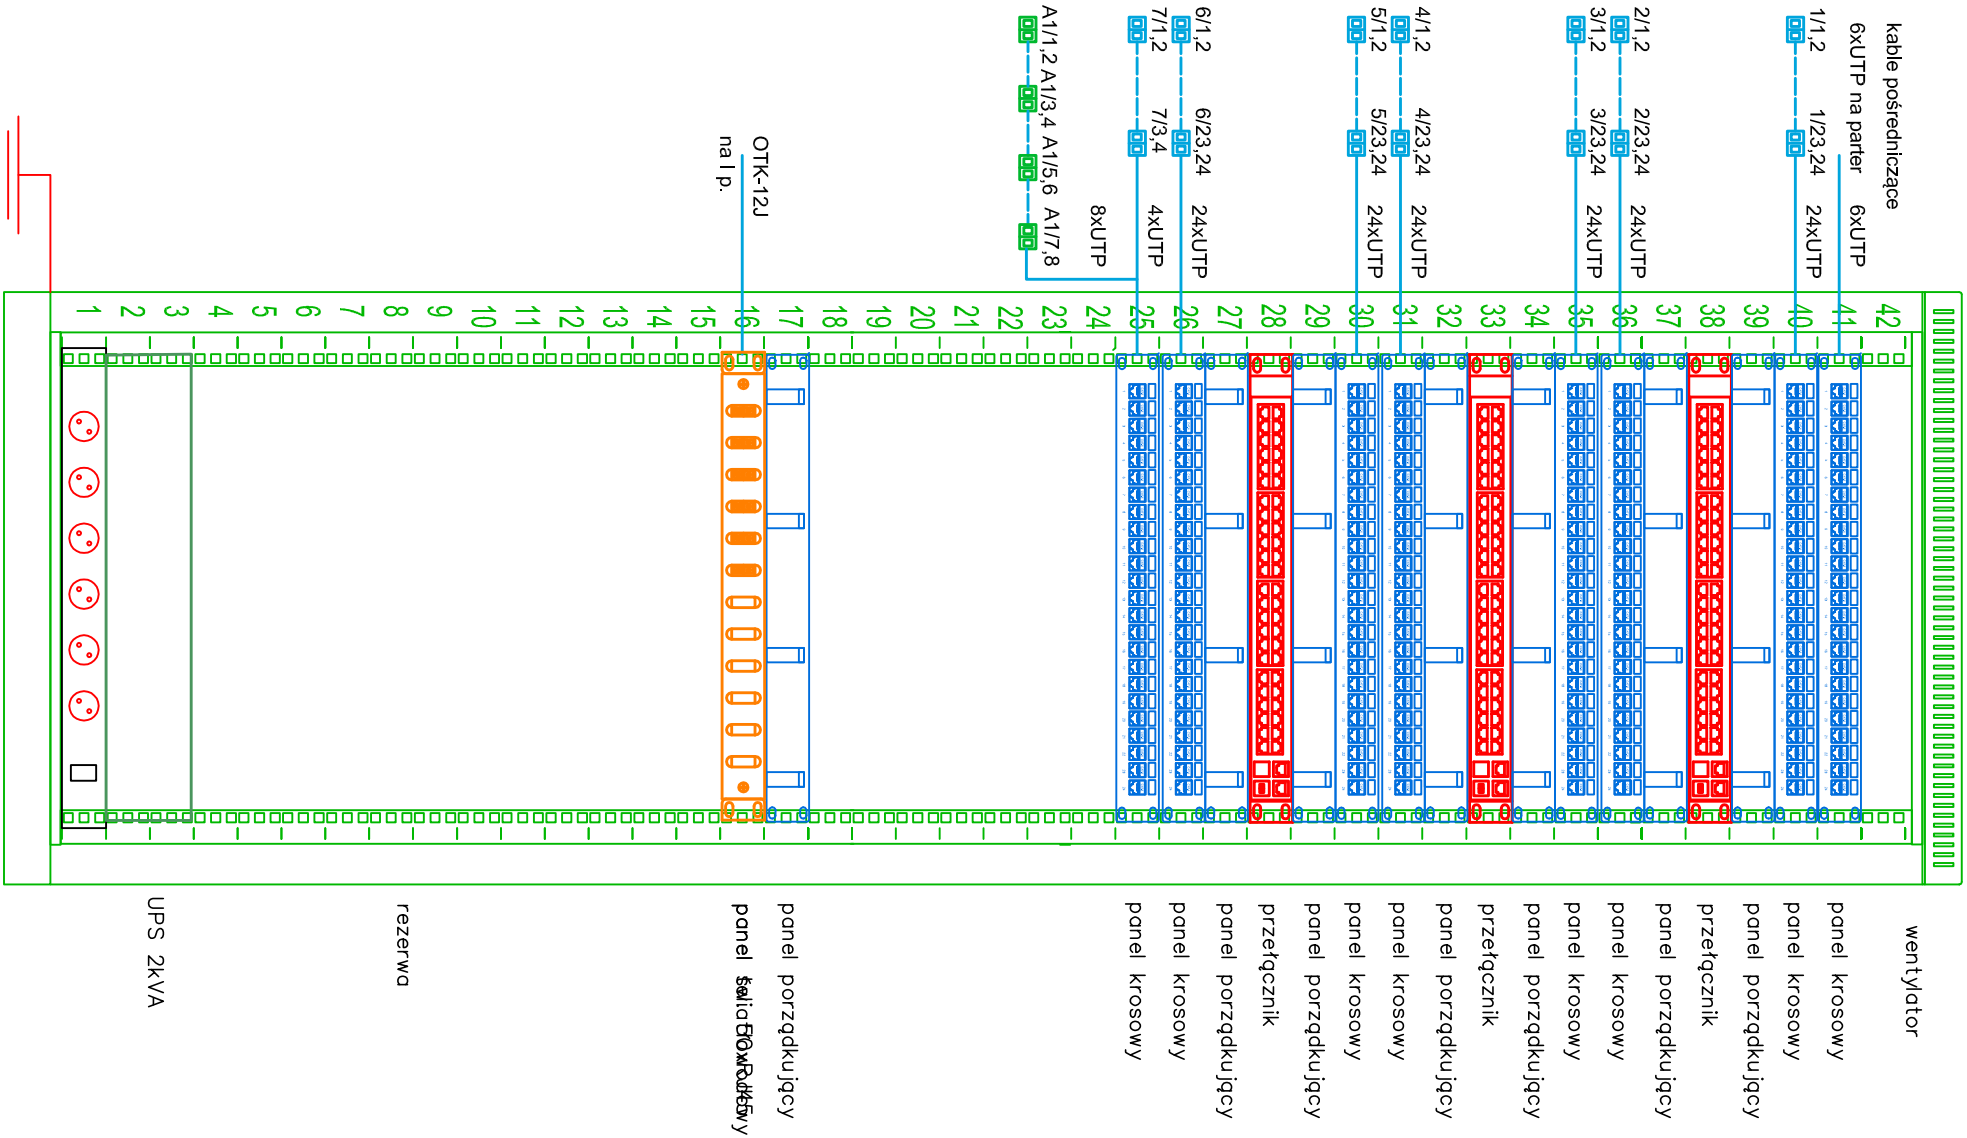 wentylator
kable pośredniczące
42
6xUTP na parter 6xUTP 41 panel krosowy
1/1,2 1/23,24 24xUTP 40 panel krosowy
39 panel porządkujący
38 przełącznik
37 panel porządkujący
2/1,2 2/23,24 24xUTP 36 panel krosowy
3/1,2 3/23,24 24xUTP 35 panel krosowy
34 panel porządkujący
33 przełącznik
32 panel porządkujący
4/1,2 4/23,24 24xUTP 31 panel krosowy
5/1,2 5/23,24 24xUTP 30 panel krosowy
29 panel porządkujący
28 przełącznik
27 panel porządkujący
6/1,2 6/23,24 24xUTP 26 panel krosowy
7/1,2 7/3,4 4xUTP 25 panel krosowy
8xUTP 24
A1/1,2 A1/3,4 A1/5,6 A1/7,8 23
22
21
20
19
18
17 panel porządkujący
OTK-12J 16 panel
na I p.
15
14
13
12
11
10
9
8 rezerwa
7
6
5
4
3
2 UPS 2kVA
1